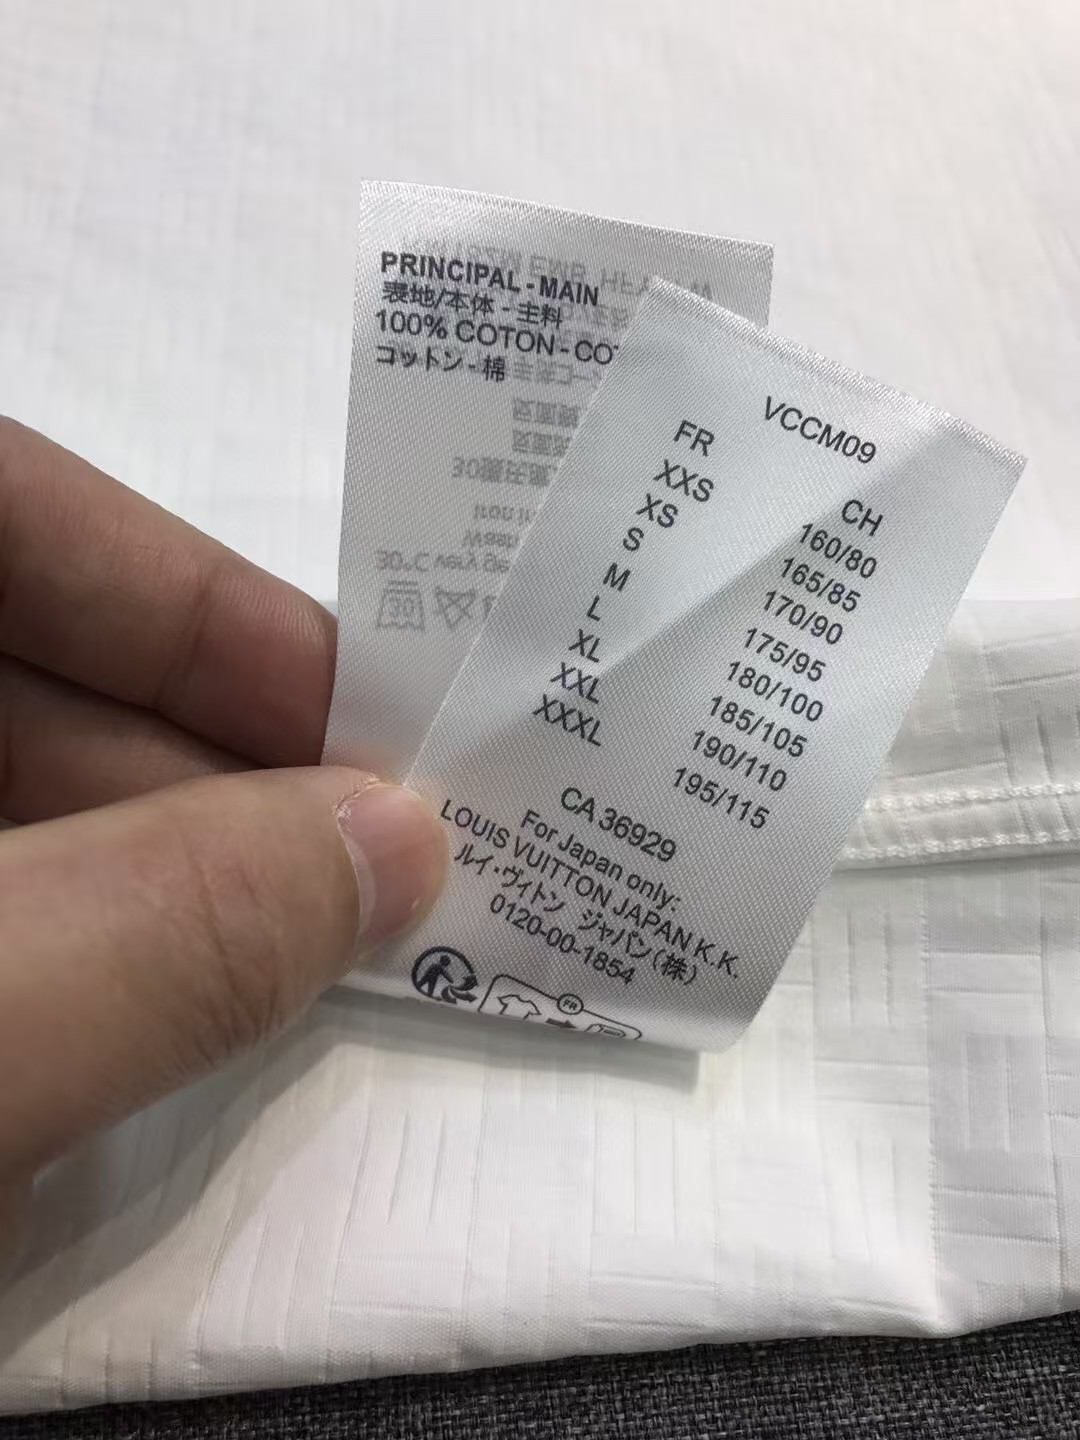 PRINCIPAL - MAIN
表地/本体 - 主料
100% COTON - CO
コットン - 棉
VCCM09
FR CH
XXS 160/80
XS 165/85
S 170/90
M 175/95
L 180/100
XL 185/105
XXL 190/110
XXXL 195/115
CA 36929
For Japan only:
LOUIS VUITTON JAPAN K.K.
ルイ・ヴィトン ジャパン(株)
0120-00-1854
FR